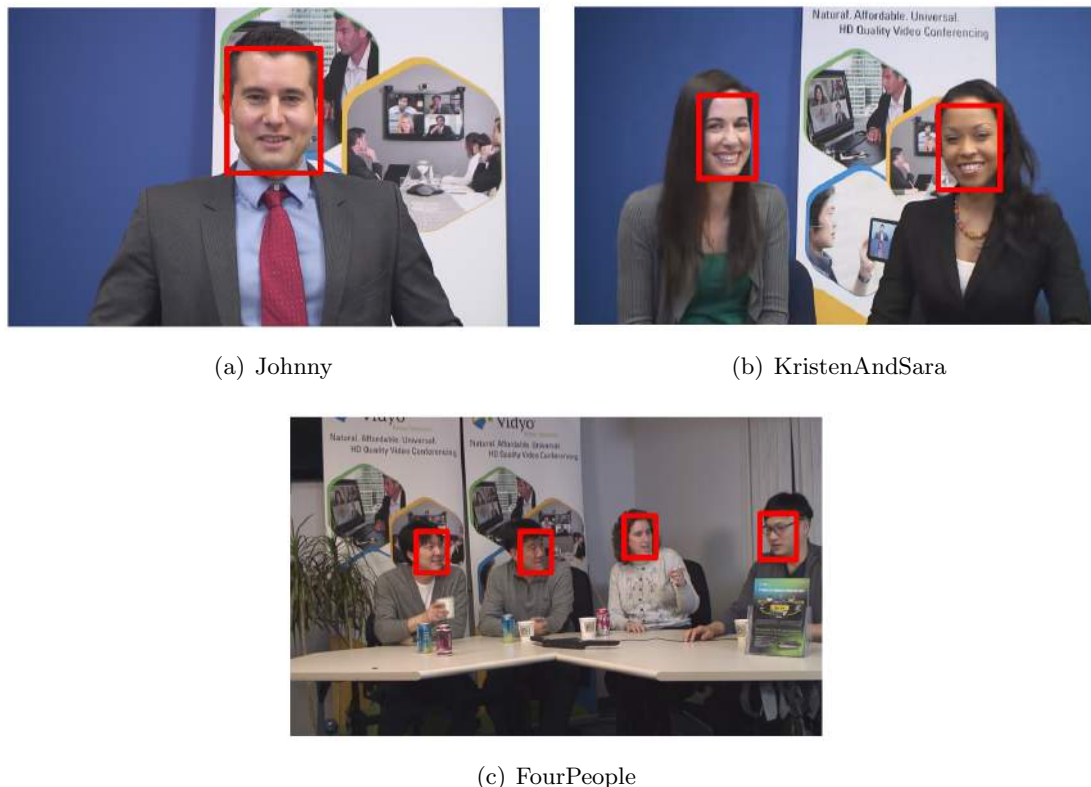 Natural. Affordable. Universal.
HD Quality Video Conferencing
(a) Johnny
(b) KristenAndSara
Vidyo
Vidyo
Natural. Affordable. Universal.
HD Quality Video Conferencing
Natural. Affordable. Universal.
HD Quality Video Conferencing
(c) FourPeople